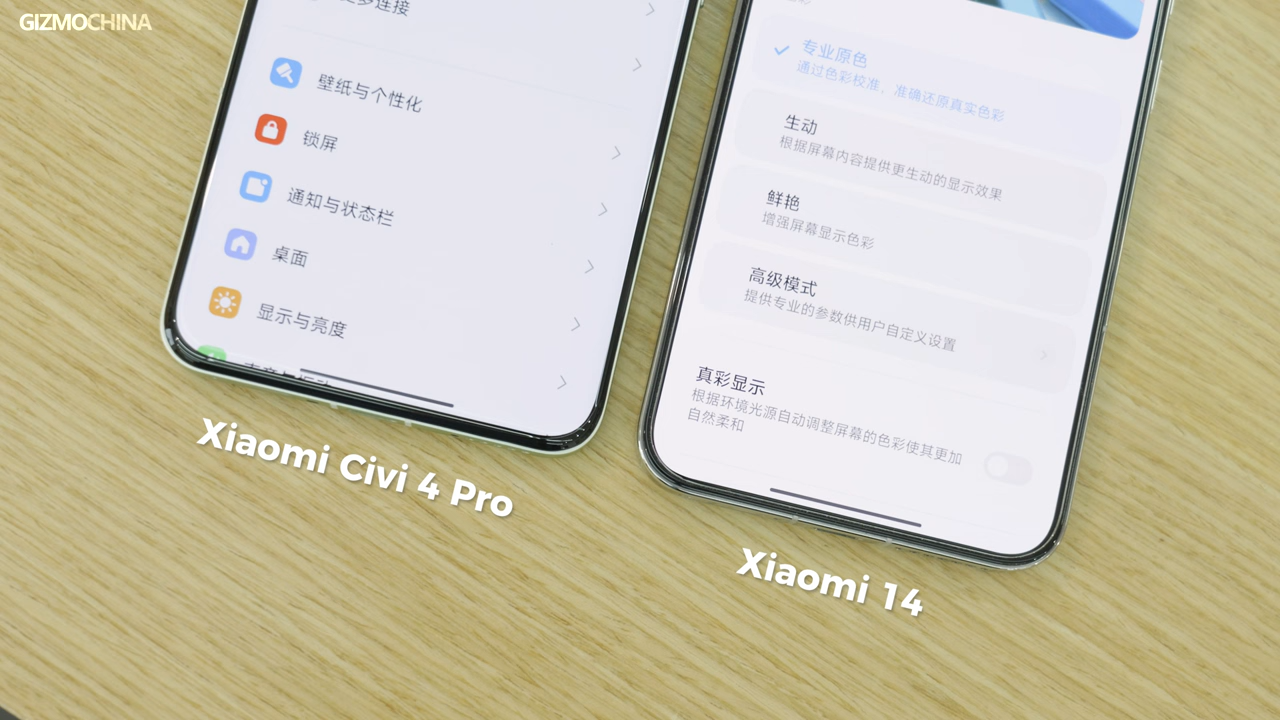 GIZMOCHINA
更多连接
壁纸与个性化
锁屏
通知与状态栏
桌面
显示与亮度
Xiaomi Civi 4 Pro
专业原色
通过色彩校准，准确还原真实色彩
生动
根据屏幕内容提供更生动的显示效果
鲜艳
增强屏幕显示色彩
高级模式
提供专业的参数供用户自定义设置
真彩显示
根据环境光源自动调整屏幕的色彩使其更加
自然柔和
Xiaomi 14